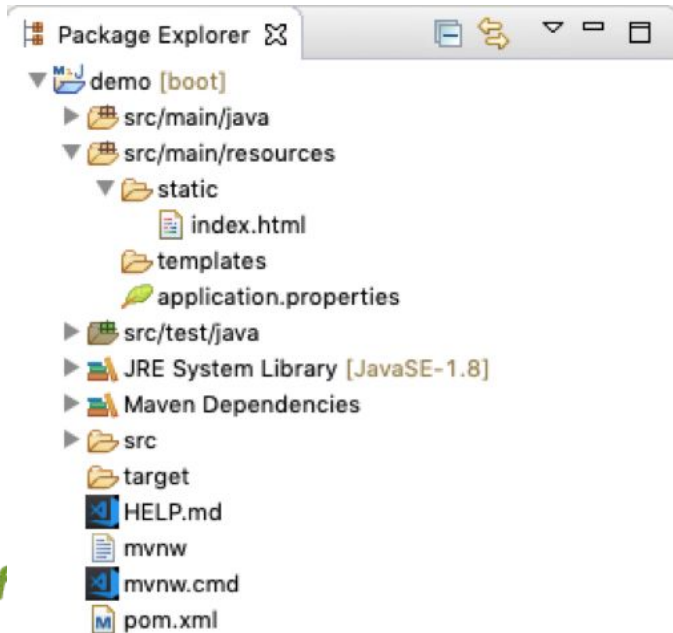 Package Explorer
demo [boot]
src/main/java
src/main/resources
static
index.html
templates
application.properties
src/test/java
JRE System Library [JavaSE-1.8]
Maven Dependencies
src
target
HELP.md
mvnw
mvnw.cmd
pom.xml